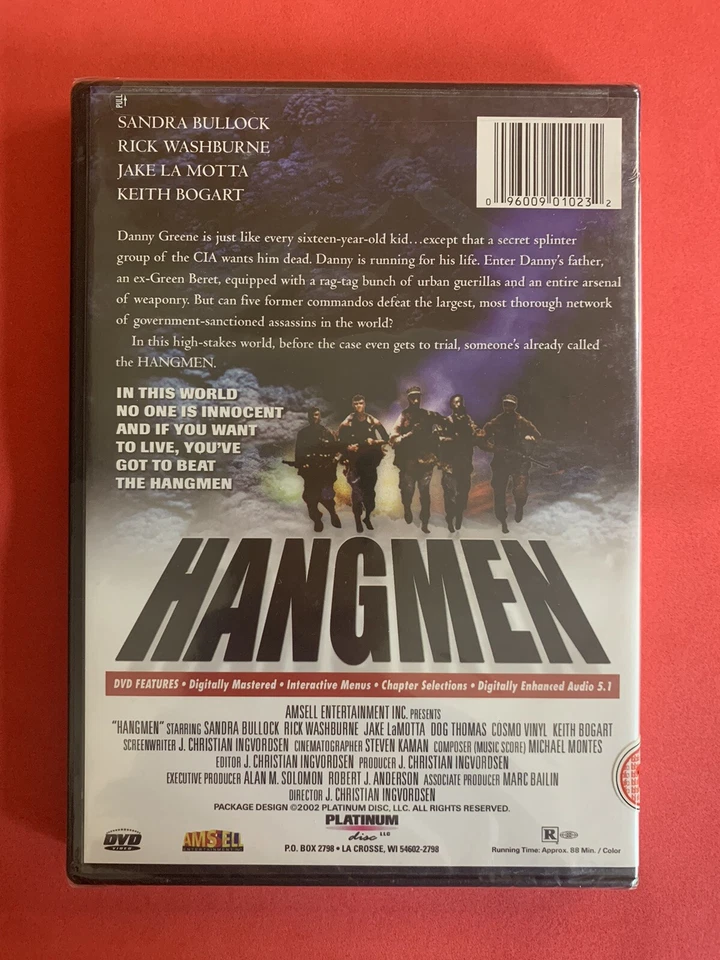 PULL
SANDRA BULLOCK
RICK WASHBURNE
JAKE LA MOTTA
KEITH BOGART
0 96009 01023 2
Danny Greene is just like every sixteen-year-old kid…except that a secret splinter
group of the CIA wants him dead. Danny is running for his life. Enter Danny's father,
an ex-Green Beret, equipped with a rag-tag bunch of urban guerillas and an entire arsenal
of weaponry. But can five former commandos defeat the largest, most thorough network
of government-sanctioned assassins in the world?
In this high-stakes world, before the case even gets to trial, someone's already called
the HANGMEN.
IN THIS WORLD
NO ONE IS INNOCENT
AND IF YOU WANT
TO LIVE, YOU'VE
GOT TO BEAT
THE HANGMEN
HANGMEN
DVD FEATURES • Digitally Mastered • Interactive Menus • Chapter Selections • Digitally Enhanced Audio 5.1
AMSELL ENTERTAINMENT INC. PRESENTS
"HANGMEN" STARRING SANDRA BULLOCK RICK WASHBURNE JAKE LaMOTTA DOG THOMAS COSMO VINYL KEITH BOGART
SCREENWRITER J. CHRISTIAN INGVORDSEN CINEMATOGRAPHER STEVEN KAMAN COMPOSER (MUSIC SCORE) MICHAEL MONTES
EDITOR J. CHRISTIAN INGVORDSEN PRODUCER J. CHRISTIAN INGVORDSEN
EXECUTIVE PRODUCER ALAN M. SOLOMON ROBERT J. ANDERSON ASSOCIATE PRODUCER MARC BAILIN
DIRECTOR J. CHRISTIAN INGVORDSEN
PACKAGE DESIGN ©2002 PLATINUM DISC, LLC. ALL RIGHTS RESERVED.
PLATINUM
disc LLC
DVD
VIDEO
AMSELL
ENTERTAINMENT
P.O. BOX 2798 • LA CROSSE, WI 54602-2798
R
Running Time: Approx. 88 Min. / Color